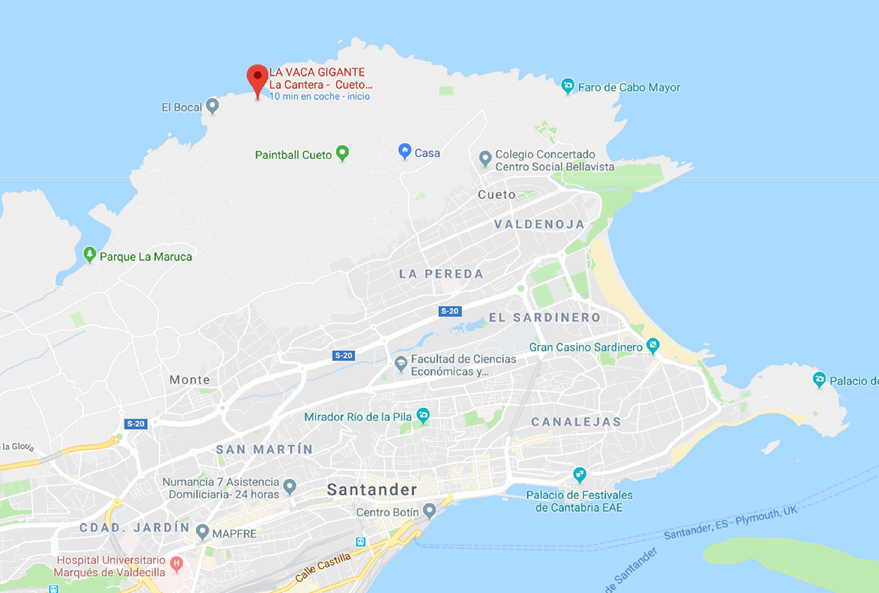 LA VACA GIGANTE
La Cantera - Cueto...
10 min en coche - inicio
El Bocal
Faro de Cabo Mayor
Paintball Cueto
Casa
Colegio Concertado
Centro Social Bellavista
Cueto
VALDENOJA
Parque La Maruca
LA PEREDA
S-20
EL SARDINERO
Gran Casino Sardinero
S-20
Facultad de Ciencias
Económicas y...
Monte
Palacio de
Mirador Río de la Pila
S-20
CANALEJAS
SAN MARTÍN
la Gloria
Numancia 7 Asistencia
Domiciliaria- 24 horas
Santander
Palacio de Festivales
de Cantabria EAE
Centro Botín
CDAD. JARDÍN
MAPFRE
Santander, ES - Plymouth, UK
Hospital Universitario
Marqués de Valdecilla
H
Calle Castilla
de Santander